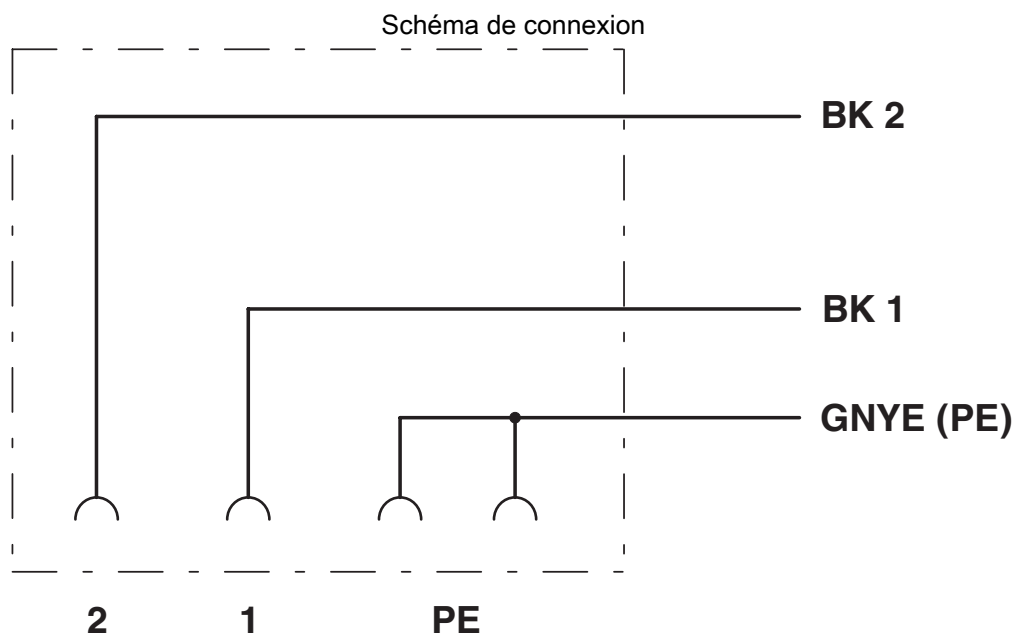 Schéma de connexion
BK 2
BK 1
GNYE (PE)
2 1 PE